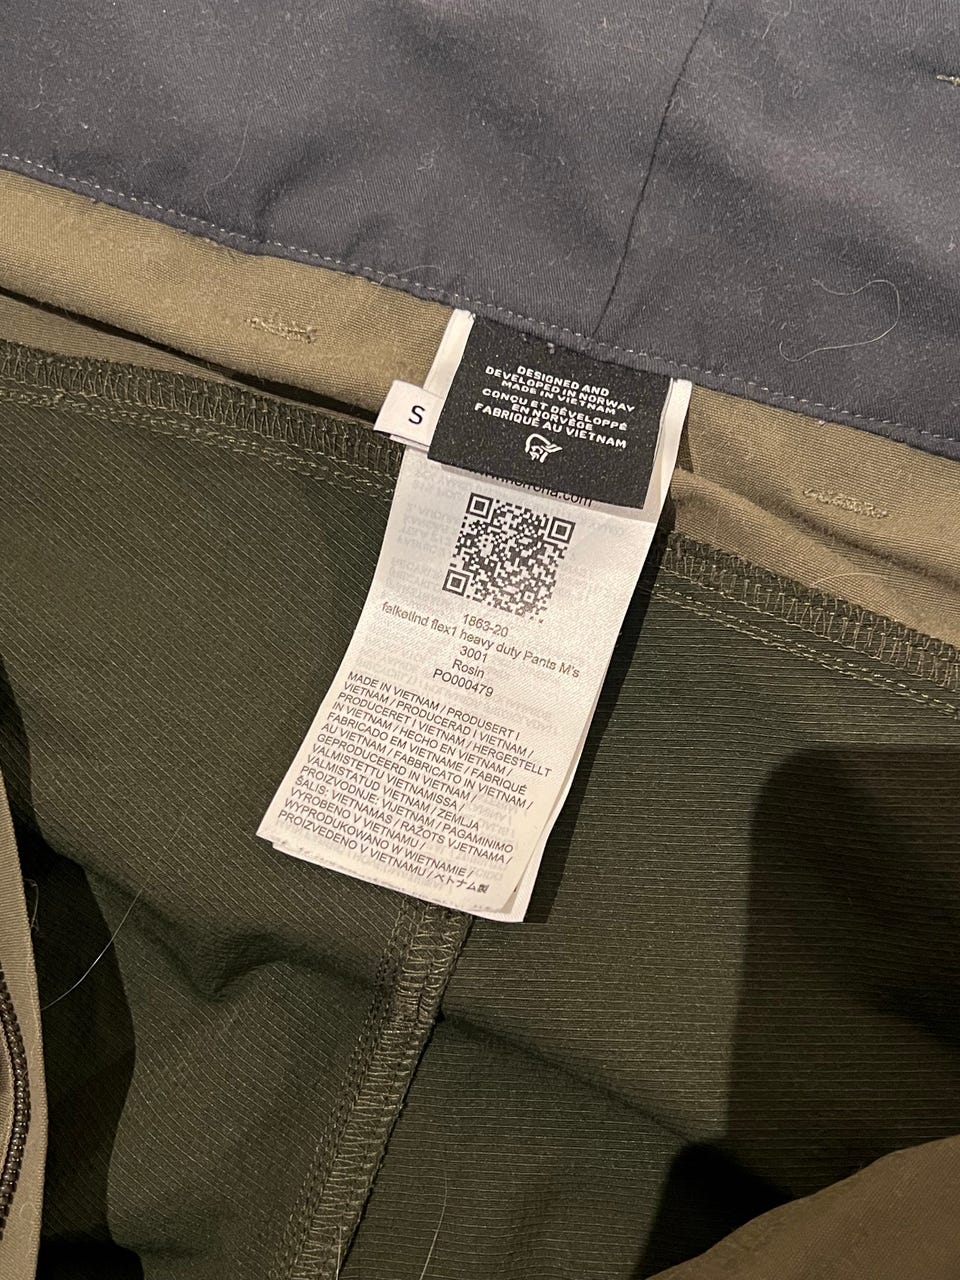 DESIGNED AND
DEVELOPED IN NORWAY
MADE IN VIETNAM
CONÇU ET DÉVELOPPÉ
EN NORVÈGE
FABRIQUÉ AU VIETNAM
S
1863-20
falketind flex1 heavy duty Pants M's
3001
Rosin
PO000479
MADE IN VIETNAM / PRODUSERT I
VIETNAM / PRODUCERAD I VIETNAM /
PRODUCERET I VIETNAM / HERGESTELLT
IN VIETNAM / HECHO EN VIETNAM /
FABRICADO EM VIETNAME / FABRIQUÉ
AU VIETNAM / FABBRICATO IN VIETNAM /
GEPRODUCEERD IN VIETNAM /
VALMISTETTU VIETNAMISSA /
VALMISTATUD VIETNAM / ZEMLJA
PROIZVODNJE: VIJETNAM / PAGAMINIMO
ŠALIS: VIETNAMAS / RAŽOTS VJETNAMA /
VYROBENO V VIETNAMU /
WYPRODUKOWANO W WIETNAMIE /
PROIZVEDENO V VIETNAMU / ベトナム製